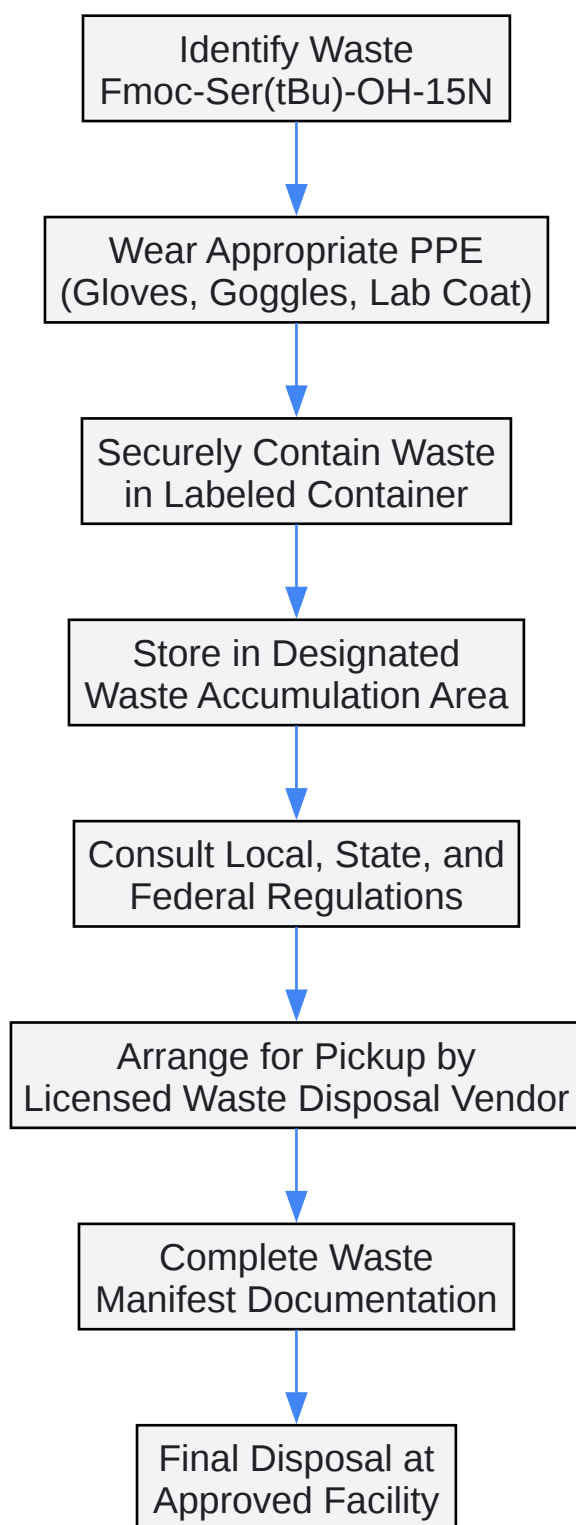 Identify Waste
Fmoc-Ser(tBu)-OH-15N
Wear Appropriate PPE
(Gloves, Goggles, Lab Coat)
Securely Contain Waste
in Labeled Container
Store in Designated
Waste Accumulation Area
Consult Local, State, and
Federal Regulations
Arrange for Pickup by
Licensed Waste Disposal Vendor
Complete Waste
Manifest Documentation
Final Disposal at
Approved Facility